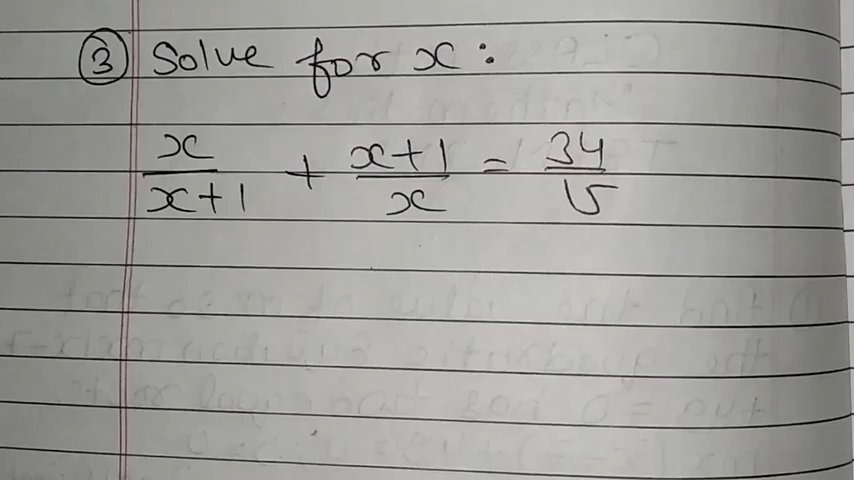 ③ Solve for x:
x/(x+1) + (x+1)/x = 34/15